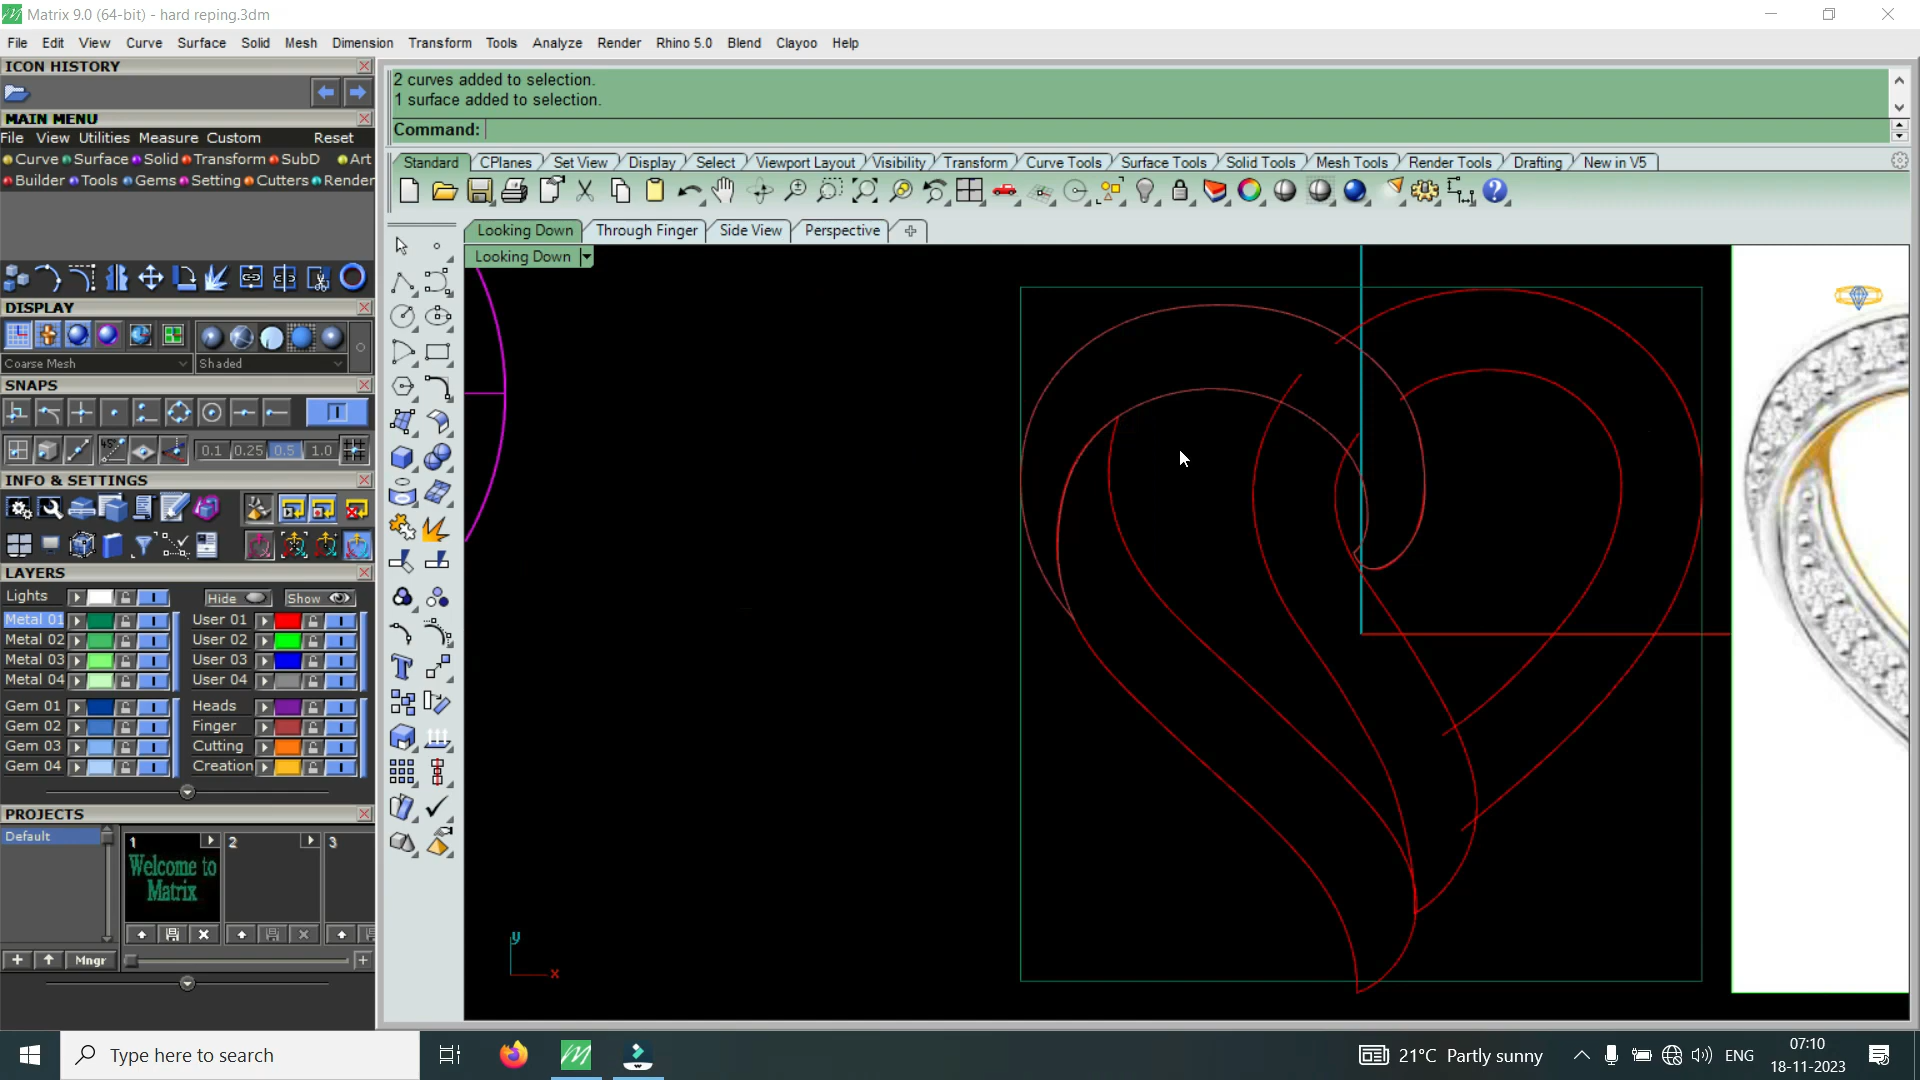 Matrix 9.0 (64-bit) - hard reping.3dm
File Edit View Curve Surface Solid Mesh Dimension Transform Tools Analyze Render Rhino 5.0 Blend Clayoo Help
ICON HISTORY
2 curves added to selection.
1 surface added to selection.
Command:
MAIN MENU
File View Utilities Measure Custom Reset
Curve Surface Solid Transform SubD Art
Builder Tools Gems Setting Cutters Render
Standard CPlanes Set View Display Select Viewport Layout Visibility Transform Curve Tools Surface Tools Solid Tools Mesh Tools Render Tools Drafting New in V5
Looking Down Through Finger Side View Perspective
Looking Down
DISPLAY
Coarse Mesh Shaded
SNAPS
0.1 0.25 0.5 1.0
INFO & SETTINGS
LAYERS
Lights Hide Show
Metal 01 User 01
Metal 02 User 02
Metal 03 User 03
Metal 04 User 04
Gem 01 Heads
Gem 02 Finger
Gem 03 Cutting
Gem 04 Creation
PROJECTS
Default
1 2 3
Welcome to
Matrix
Mngr
y
x
Type here to search
21°C Partly sunny
ENG
07:10
18-11-2023